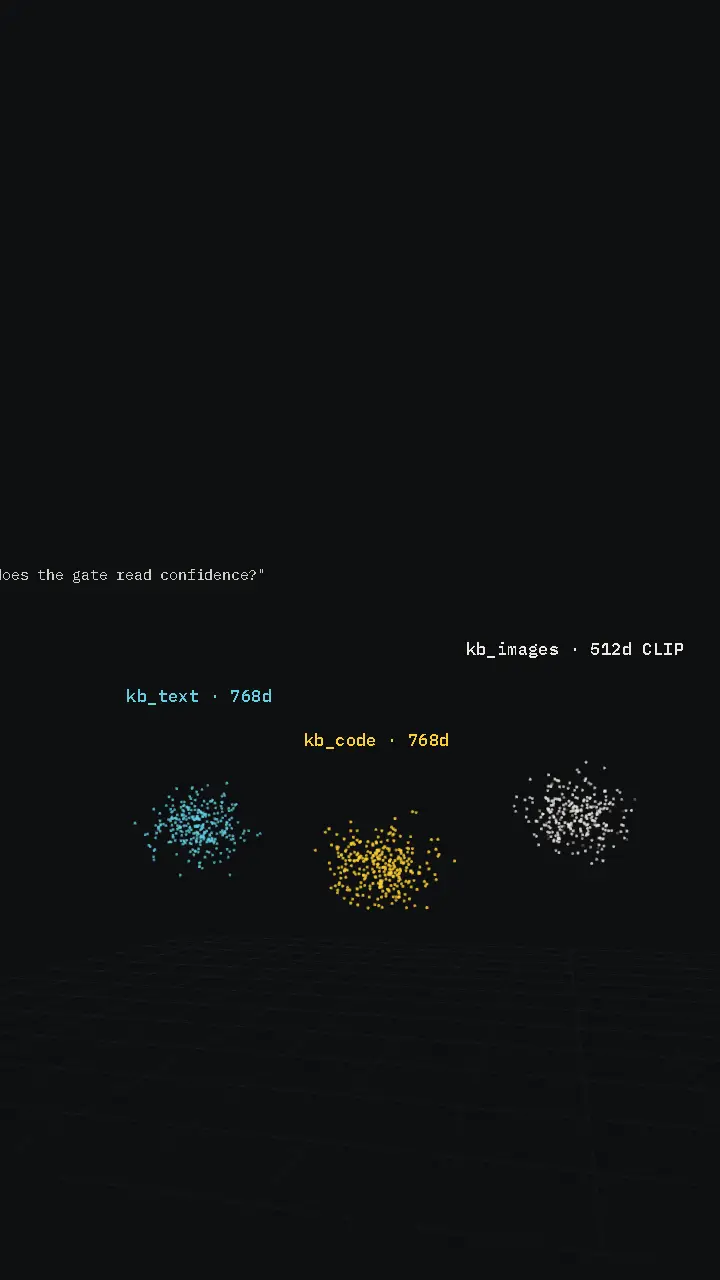 does the gate read confidence?"
kb_images · 512d CLIP
kb_text · 768d
kb_code · 768d